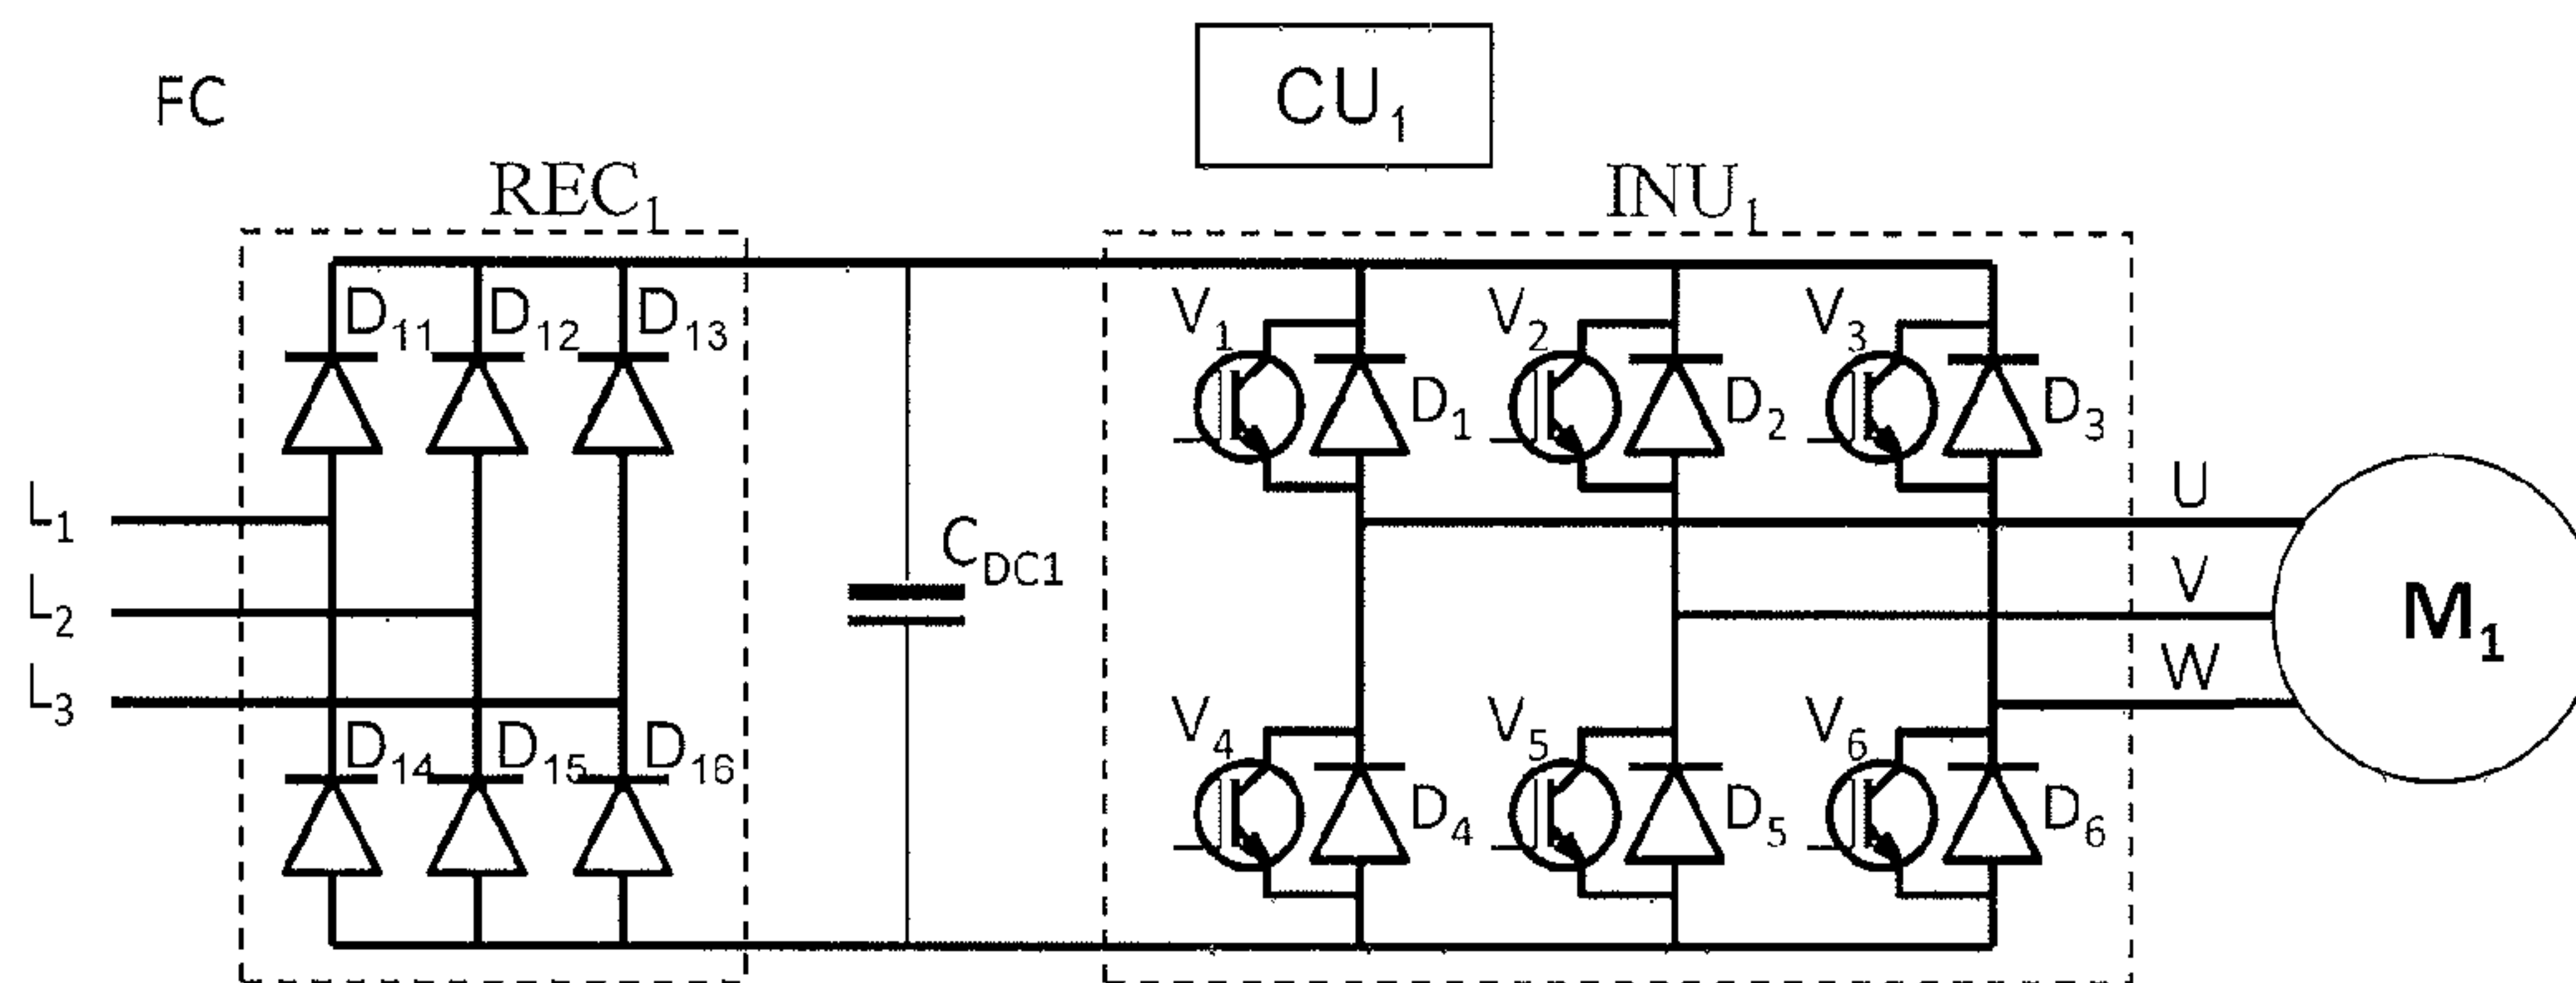 FC
CU₁
REC₁
INU₁
D₁₁ D₁₂ D₁₃
V₁ D₁ V₂ D₂ V₃ D₃
L₁
L₂
L₃
C_DC1
U
V
W
M₁
D₁₄ D₁₅ D₁₆
V₄ D₄ V₅ D₅ V₆ D₆